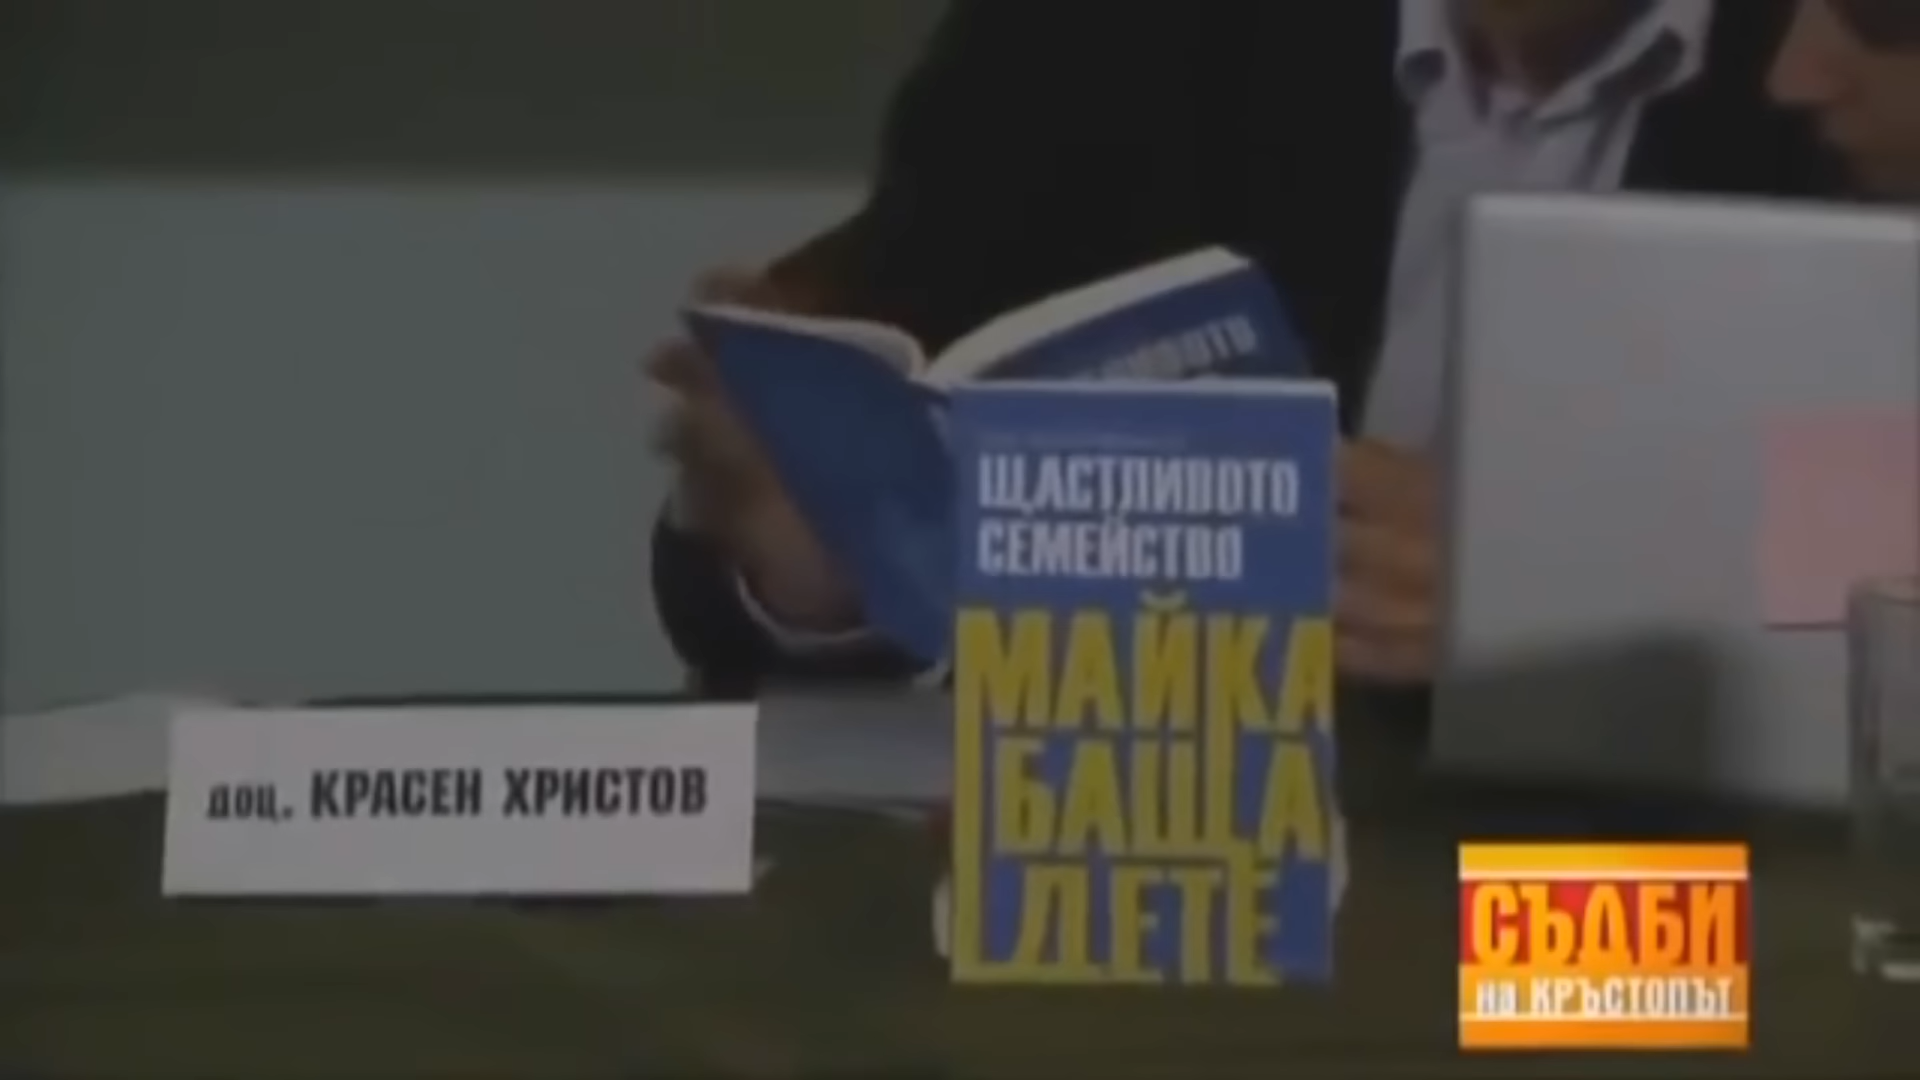 ЩАСТЛИВОТО
СЕМЕЙСТВО
МАЙКА
БАЩА
ДЕТЕ
доц. КРАСЕН ХРИСТОВ
СЪДБИ
на КРЪСТОПЪТ